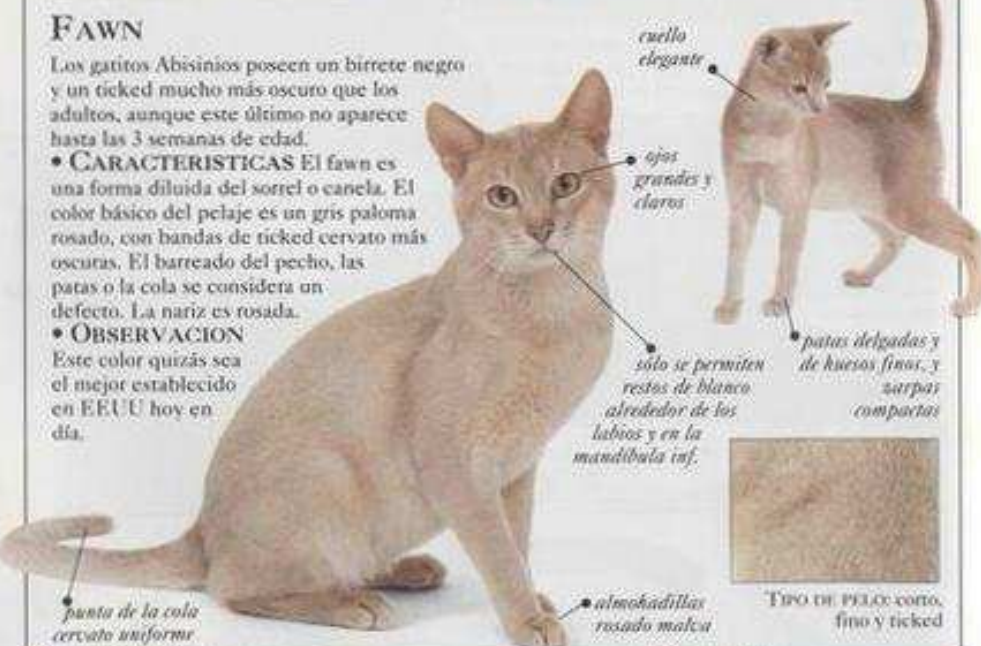 FAWN
Los gatitos Abisinios poseen un birrete negro
y un ticked mucho más oscuro que los
adultos, aunque este último no aparece
hasta las 3 semanas de edad.
• CARACTERISTICAS El fawn es
una forma diluida del sorrel o canela. El
color básico del pelaje es un gris paloma
rosado, con bandas de ticked cervato más
oscuras. El barreado del pecho, las
patas o la cola se considera un
defecto. La nariz es rosada.
• OBSERVACION
Este color quizás sea
el mejor establecido
en EEUU hoy en
día.
cuello
elegante
ojos
grandes y
claros
sólo se permiten
restos de blanco
alrededor de los
labios y en la
mandíbula inf.
patas delgadas y
de huesos finos, y
zarpas
compactas
punta de la cola
cervato uniforme
almohadillas
rosado malva
TIPO DE PELO: corto,
fino y ticked